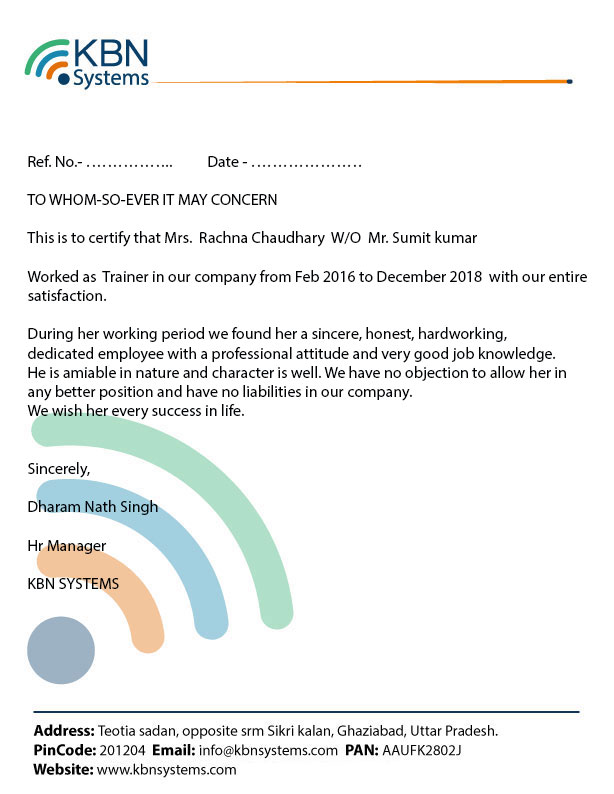 KBN
Systems
Ref. No.- ................ Date - .....................
TO WHOM-SO-EVER IT MAY CONCERN
This is to certify that Mrs. Rachna Chaudhary W/O Mr. Sumit kumar
Worked as Trainer in our company from Feb 2016 to December 2018 with our entire
satisfaction.
During her working period we found her a sincere, honest, hardworking,
dedicated employee with a professional attitude and very good job knowledge.
He is amiable in nature and character is well. We have no objection to allow her in
any better position and have no liabilities in our company.
We wish her every success in life.
Sincerely,
Dharam Nath Singh
Hr Manager
KBN SYSTEMS
Address: Teotia sadan, opposite srm Sikri kalan, Ghaziabad, Uttar Pradesh.
PinCode: 201204 Email: info@kbnsystems.com PAN: AAUFK2802J
Website: www.kbnsystems.com